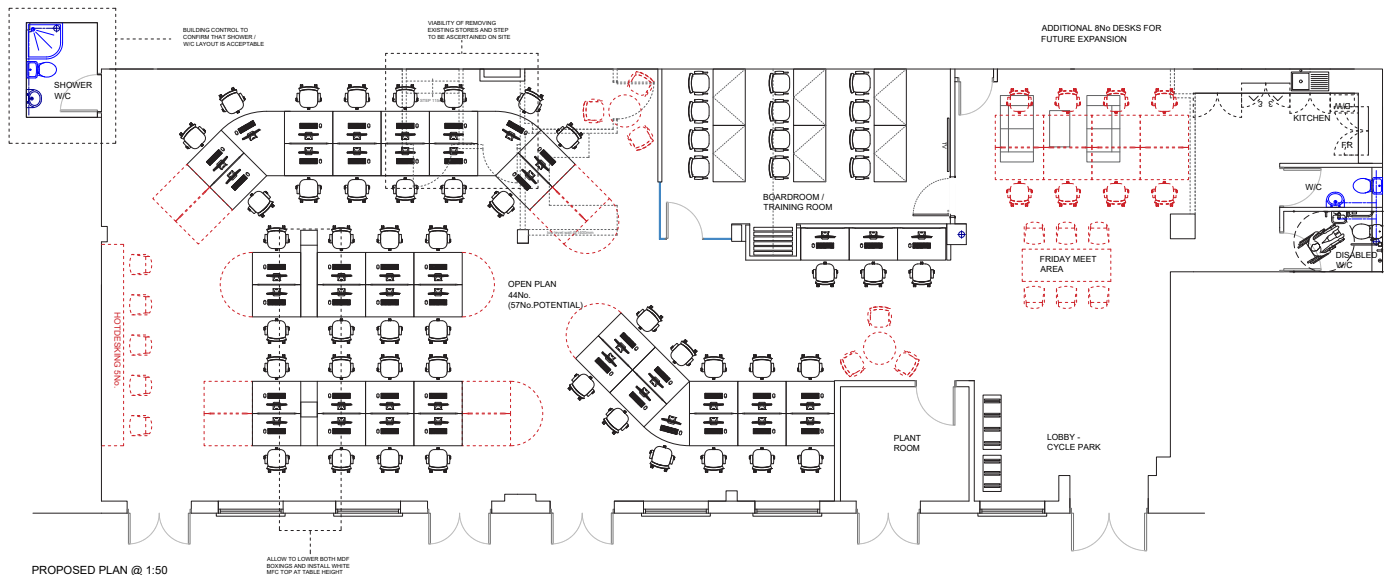 BUILDING CONTROL TO
CONFIRM THAT SHOWER /
W/C LAYOUT IS ACCEPTABLE
VIABILITY OF REMOVING
EXISTING STORES AND STEP
TO BE ASCERTAINED ON SITE
ADDITIONAL 8No DESKS FOR
FUTURE EXPANSION
SHOWER
W/C
KITCHEN
FR
W/C
BOARDROOM /
TRAINING ROOM
TV
DISABLED
W/C
FRIDAY MEET
AREA
OPEN PLAN
44No.
(57No.POTENTIAL)
HOTDESKING 5No.
PLANT
ROOM
LOBBY -
CYCLE PARK
ALLOW TO LOWER BOTH MDF
BOXINGS AND INSTALL WHITE
MFC TOP AT TABLE HEIGHT
PROPOSED PLAN @ 1:50